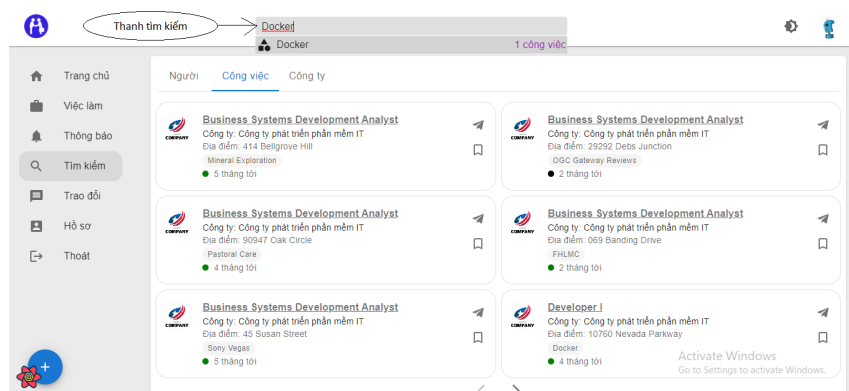 Thanh tìm kiếm
Docker
Docker 1 công việc
Trang chủ
Việc làm
Thông báo
Tìm kiếm
Trao đổi
Hồ sơ
Thoát
Người Công việc Công ty
Business Systems Development Analyst
Công ty: Công ty phát triển phần mềm IT
Địa điểm: 414 Bellgrove Hill
Mineral Exploration
5 tháng tới
COMPANY
Business Systems Development Analyst
Công ty: Công ty phát triển phần mềm IT
Địa điểm: 29292 Debs Junction
OGC Gateway Reviews
2 tháng tới
COMPANY
Business Systems Development Analyst
Công ty: Công ty phát triển phần mềm IT
Địa điểm: 90947 Oak Circle
Pastoral Care
4 tháng tới
COMPANY
Business Systems Development Analyst
Công ty: Công ty phát triển phần mềm IT
Địa điểm: 069 Banding Drive
FHLMC
2 tháng tới
COMPANY
Business Systems Development Analyst
Công ty: Công ty phát triển phần mềm IT
Địa điểm: 45 Susan Street
Sony Vegas
5 tháng tới
COMPANY
Developer I
Công ty: Công ty phát triển phần mềm IT
Địa điểm: 10760 Nevada Parkway
Docker
4 tháng tới
COMPANY
Activate Windows
Go to Settings to activate Windows.